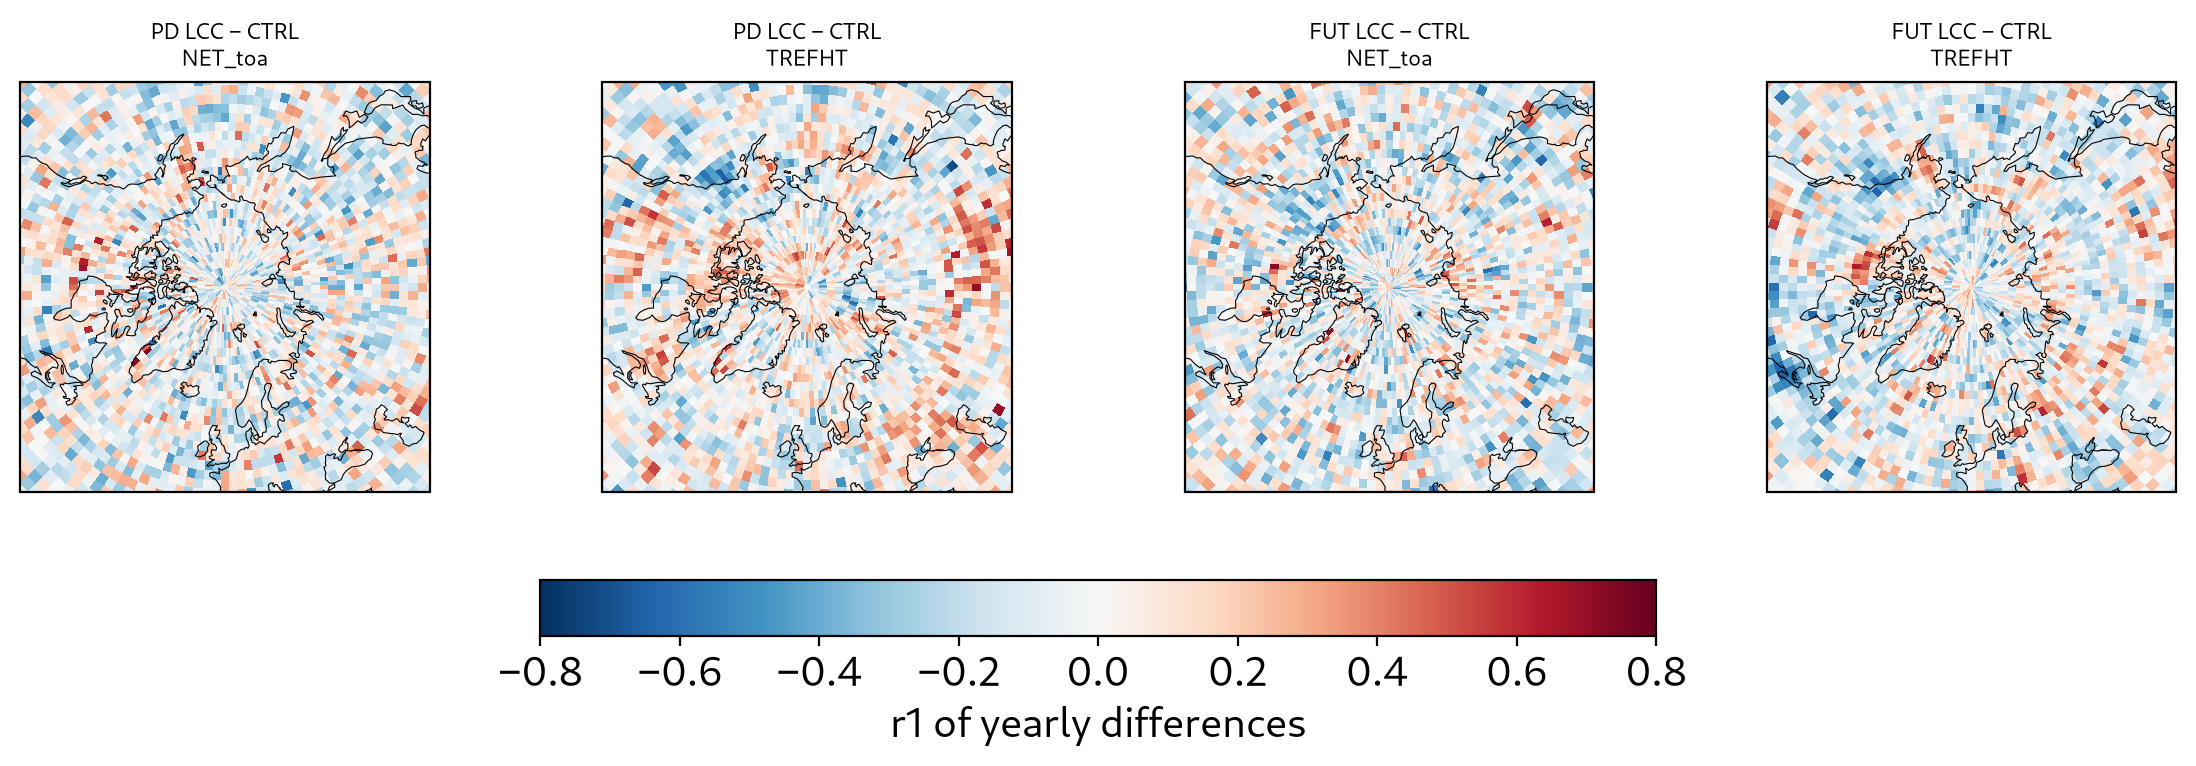 PD LCC − CTRL
NET_toa
PD LCC − CTRL
TREFHT
FUT LCC − CTRL
NET_toa
FUT LCC − CTRL
TREFHT
−0.8 −0.6 −0.4 −0.2 0.0 0.2 0.4 0.6 0.8
r1 of yearly differences